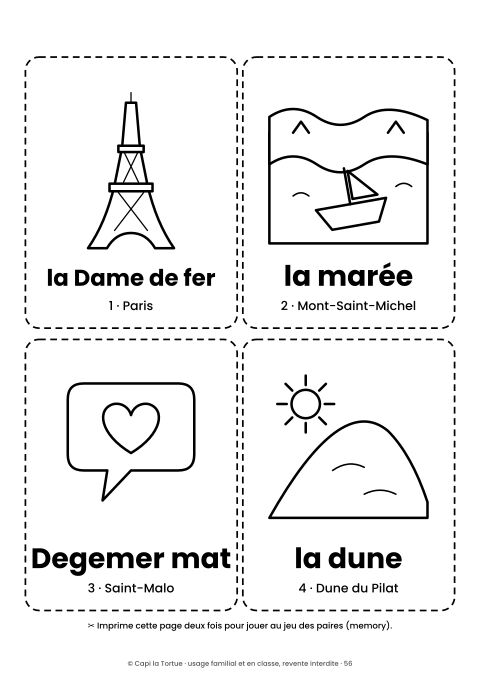 la Dame de fer
1 · Paris
la marée
2 · Mont-Saint-Michel
Degemer mat
3 · Saint-Malo
la dune
4 · Dune du Pilat
✂ Imprime cette page deux fois pour jouer au jeu des paires (memory).
© Capi la Tortue · usage familial et en classe, revente interdite · 56